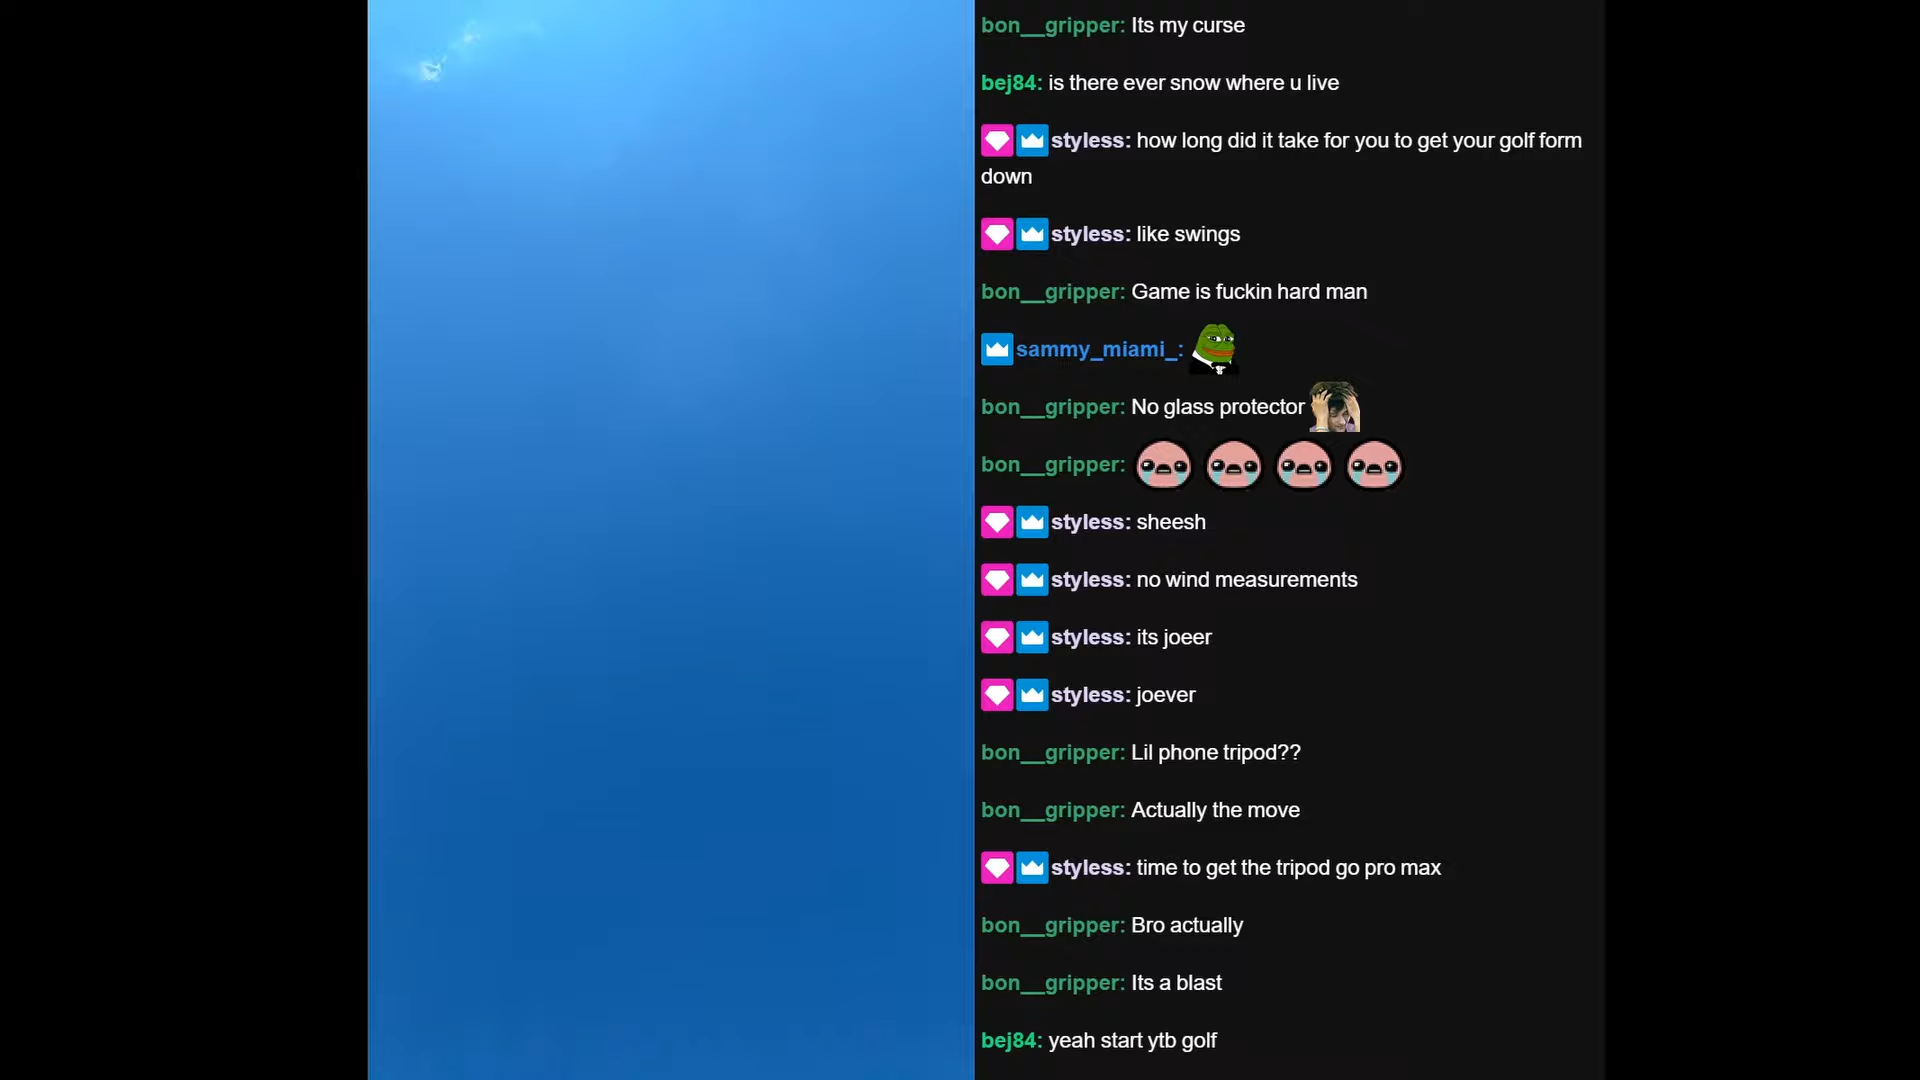 bon__gripper: Its my curse
bej84: is there ever snow where u live
styless: how long did it take for you to get your golf form
down
styless: like swings
bon__gripper: Game is fuckin hard man
sammy_miami_:
bon__gripper: No glass protector
bon__gripper:
styless: sheesh
styless: no wind measurements
styless: its joeer
styless: joever
bon__gripper: Lil phone tripod??
bon__gripper: Actually the move
styless: time to get the tripod go pro max
bon__gripper: Bro actually
bon__gripper: Its a blast
bej84: yeah start ytb golf